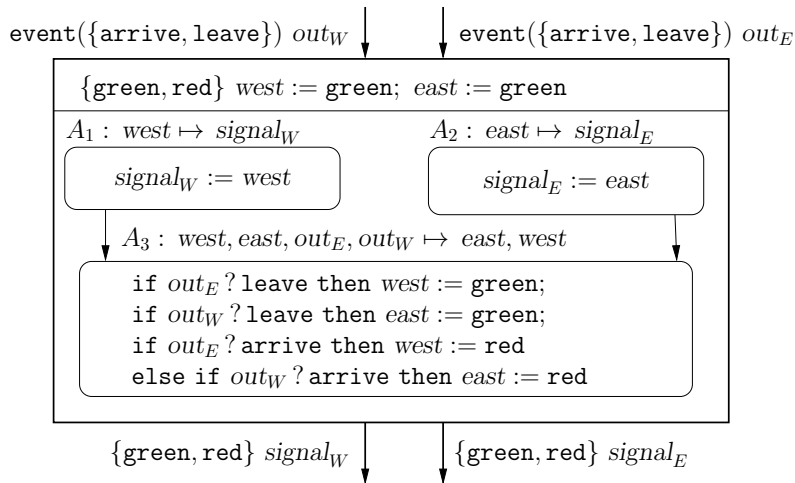 event({arrive, leave}) out_W event({arrive, leave}) out_E
{green, red} west := green; east := green
A_1 : west ↦ signal_W A_2 : east ↦ signal_E
signal_W := west signal_E := east
A_3 : west, east, out_E, out_W ↦ east, west
if out_E ? leave then west := green;
if out_W ? leave then east := green;
if out_E ? arrive then west := red
else if out_W ? arrive then east := red
{green, red} signal_W {green, red} signal_E